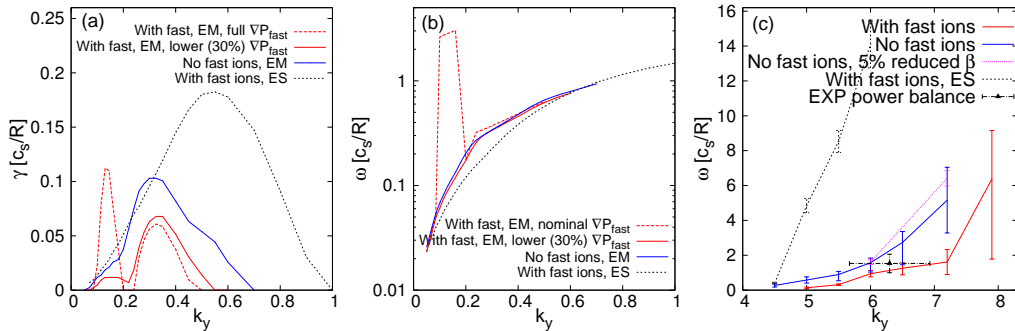 (a)
With fast, EM, full ∇P_fast
With fast, EM, lower (30%) ∇P_fast
No fast ions, EM
With fast ions, ES
γ [c_s/R]
0.25
0.2
0.15
0.1
0.05
0
0 0.2 0.4 0.6 0.8 1
k_y
(b)
ω [c_s/R]
1
0.1
0.01
With fast, EM, nominal ∇P_fast
With fast, EM, lower (30%) ∇P_fast
No fast ions, EM
With fast ions, ES
0 0.2 0.4 0.6 0.8 1
k_y
(c)
With fast ions
No fast ions
No fast ions, 5% reduced β
With fast ions, ES
EXP power balance
ω [c_s/R]
16
14
12
10
8
6
4
2
0
4 5 6 7 8
k_y